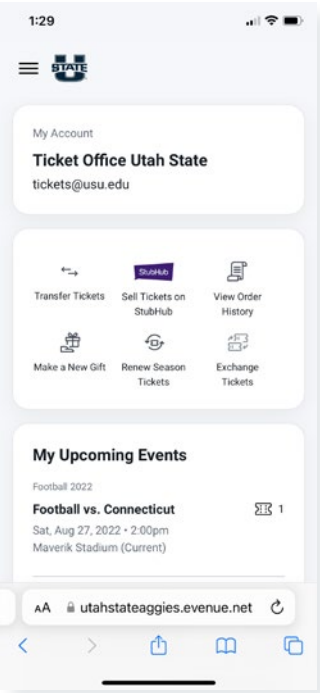 1:29
STATE
My Account
Ticket Office Utah State
tickets@usu.edu
StubHub
Transfer Tickets
Sell Tickets on
StubHub
View Order
History
Make a New Gift
Renew Season
Tickets
Exchange
Tickets
My Upcoming Events
Football 2022
Football vs. Connecticut
1
Sat, Aug 27, 2022 • 2:00pm
Maverik Stadium (Current)
AA utahstateaggies.evenue.net